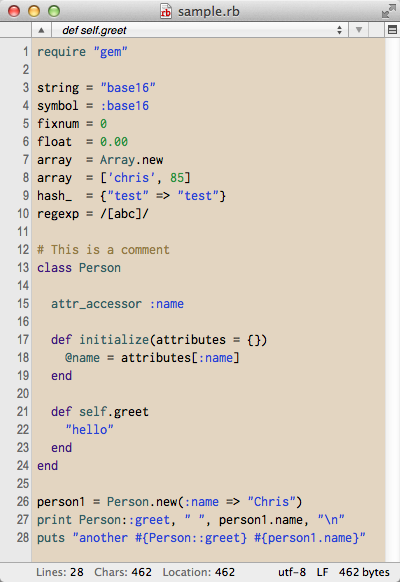 sample.rb
def self.greet
1 require "gem"
2
3 string = "base16"
4 symbol = :base16
5 fixnum = 0
6 float  = 0.00
7 array  = Array.new
8 array  = ['chris', 85]
9 hash_  = {"test" => "test"}
10 regexp = /[abc]/
11
12 # This is a comment
13 class Person
14
15   attr_accessor :name
16
17   def initialize(attributes = {})
18     @name = attributes[:name]
19   end
20
21   def self.greet
22     "hello"
23   end
24 end
25
26 person1 = Person.new(:name => "Chris")
27 print Person::greet, " ", person1.name, "\n"
28 puts "another #{Person::greet} #{person1.name}"
Lines: 28 Chars: 462 Location: 462 utf-8 LF 462 bytes